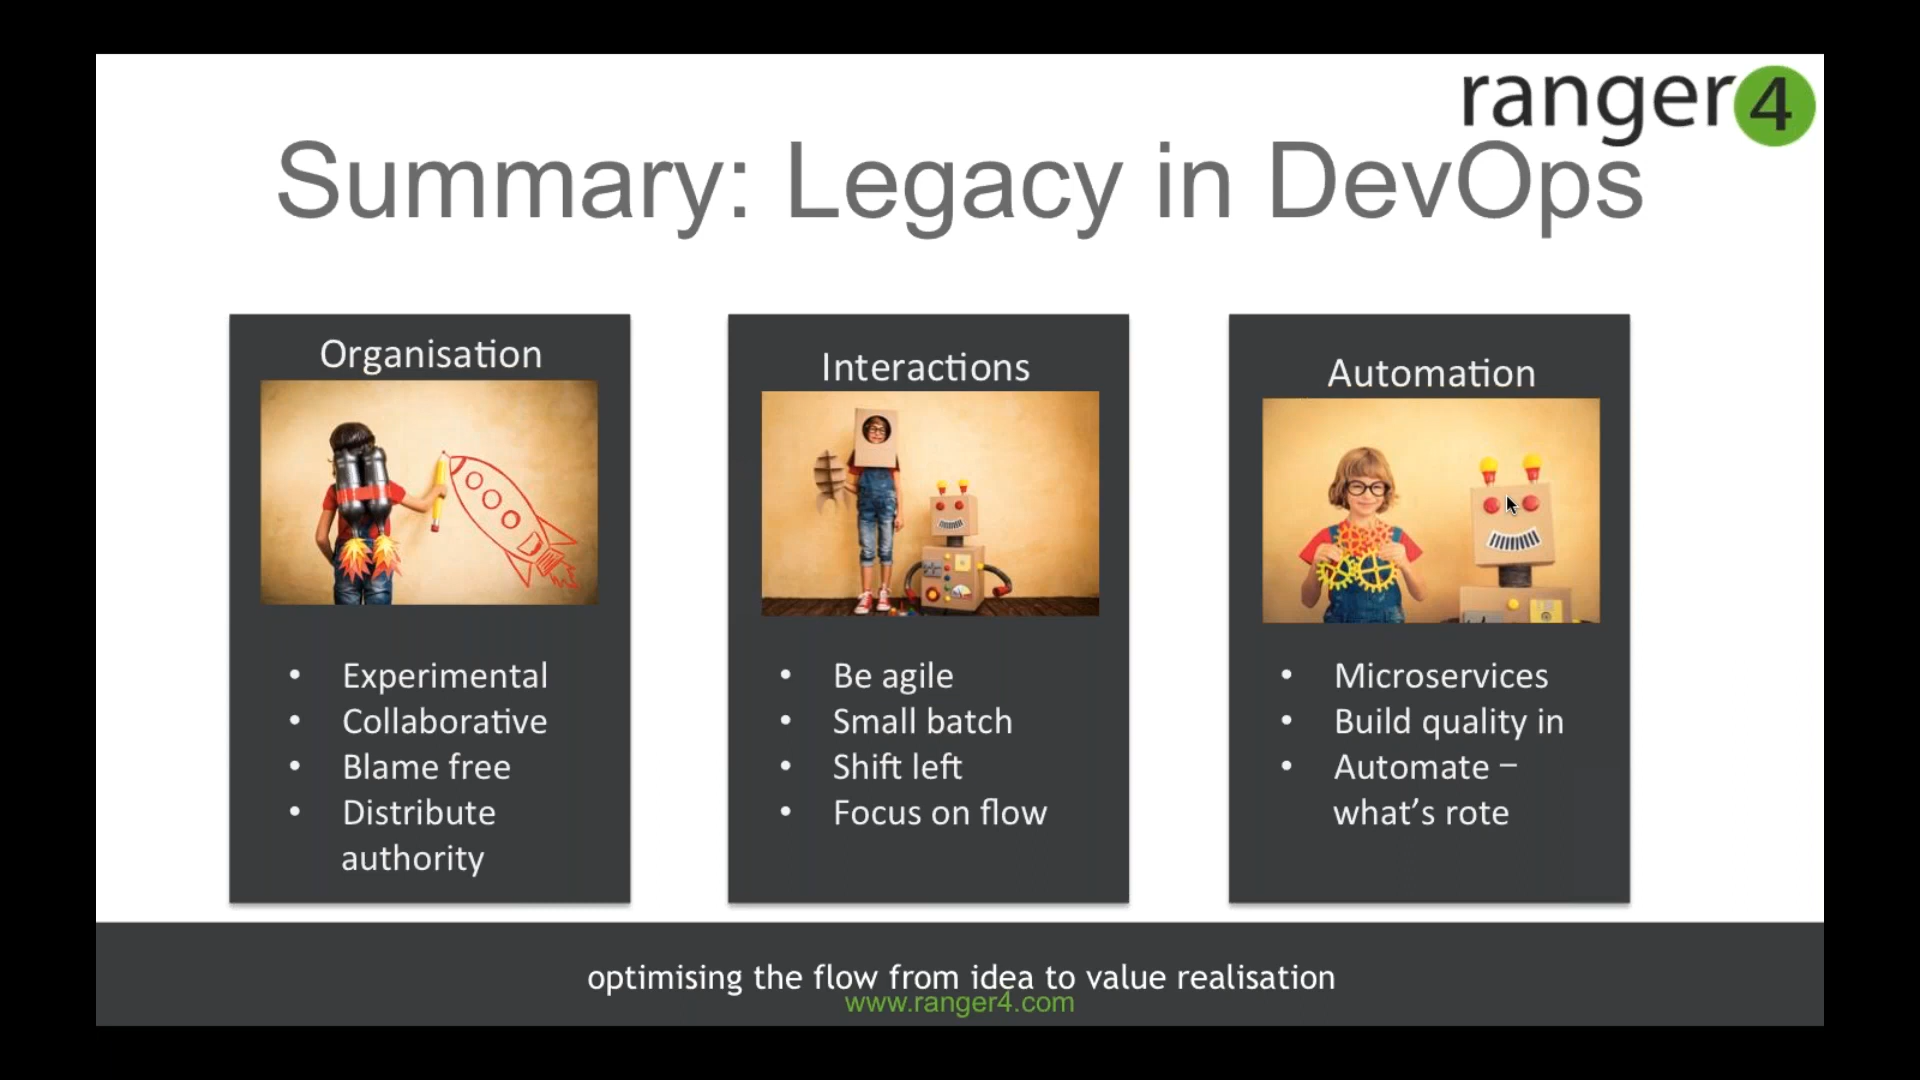 ranger4
Summary: Legacy in DevOps
Organisation
• Experimental
• Collaborative
• Blame free
• Distribute
authority
Interactions
• Be agile
• Small batch
• Shift left
• Focus on flow
Automation
• Microservices
• Build quality in
• Automate –
what’s rote
optimising the flow from idea to value realisation
www.ranger4.com